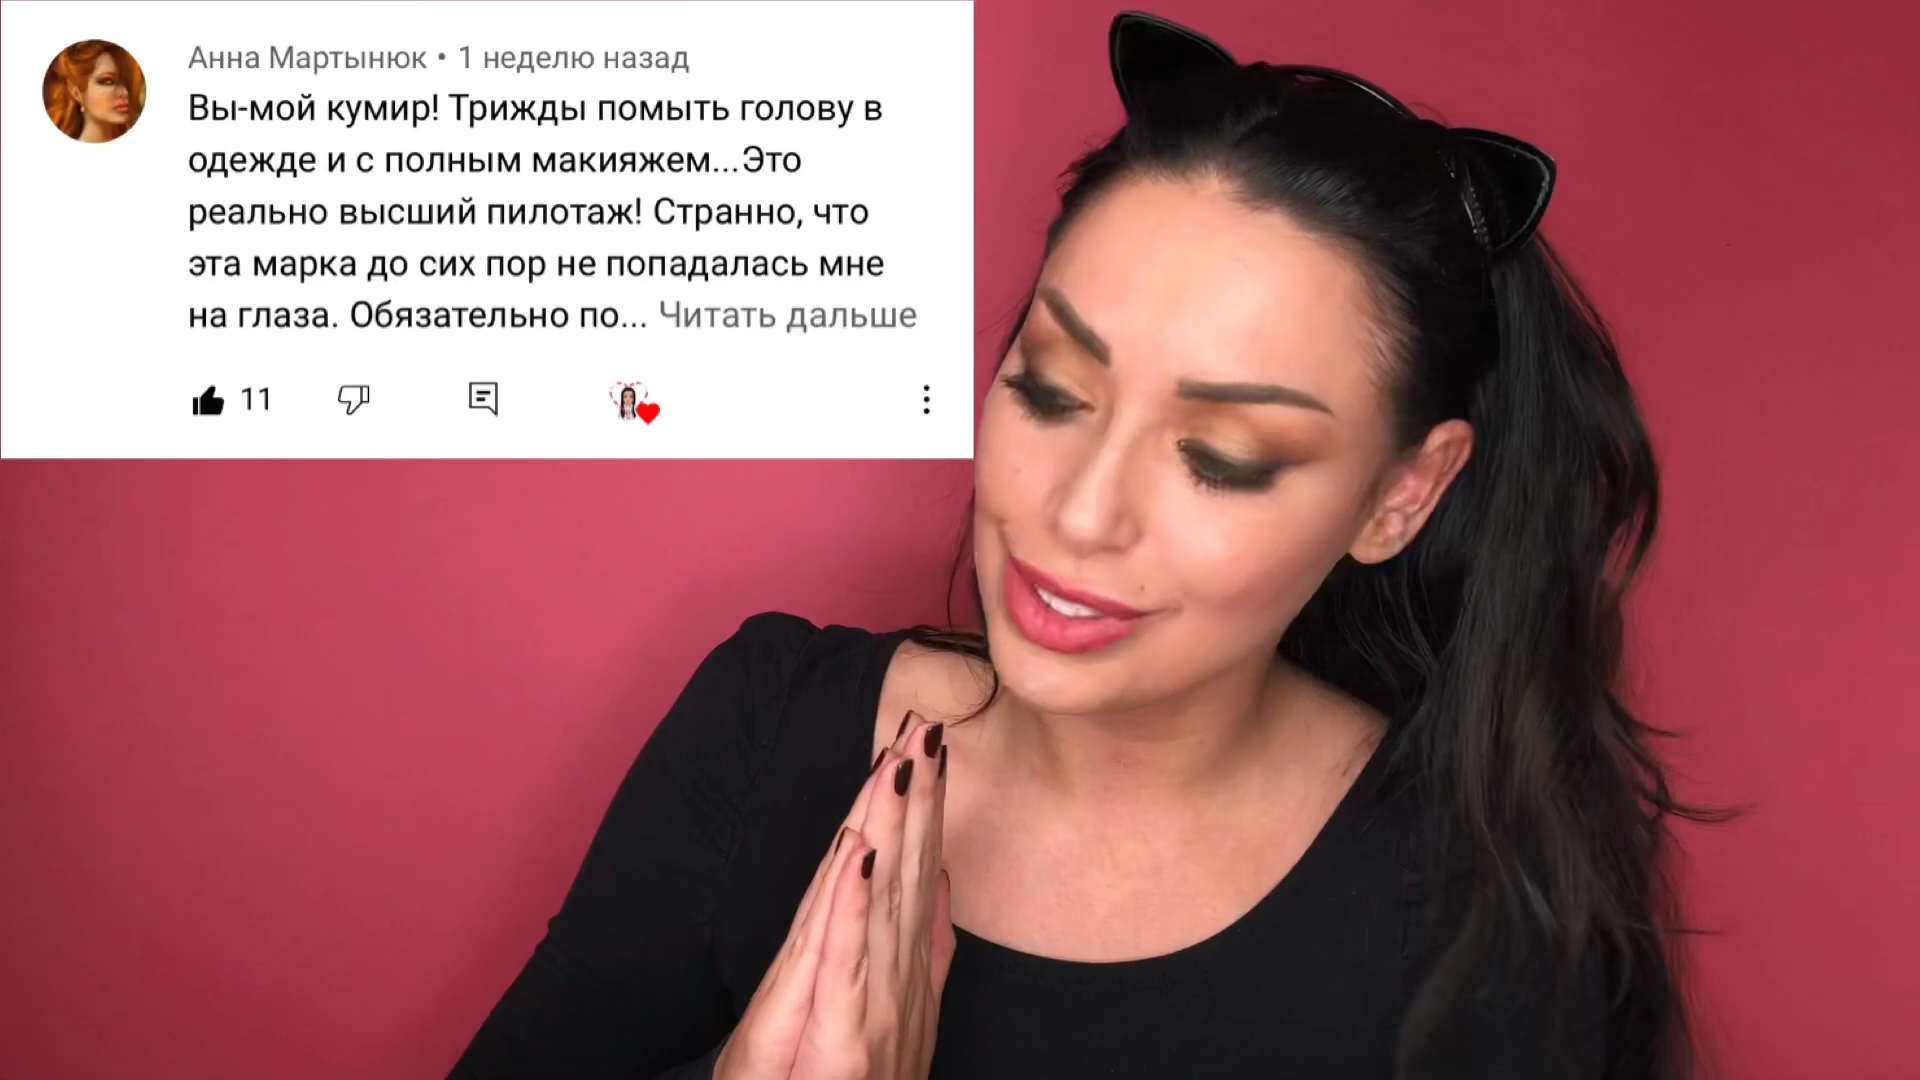 Анна Мартынюк • 1 неделю назад
Вы-мой кумир! Трижды помыть голову в
одежде и с полным макияжем...Это
реально высший пилотаж! Странно, что
эта марка до сих пор не попадалась мне
на глаза. Обязательно по... Читать дальше
11